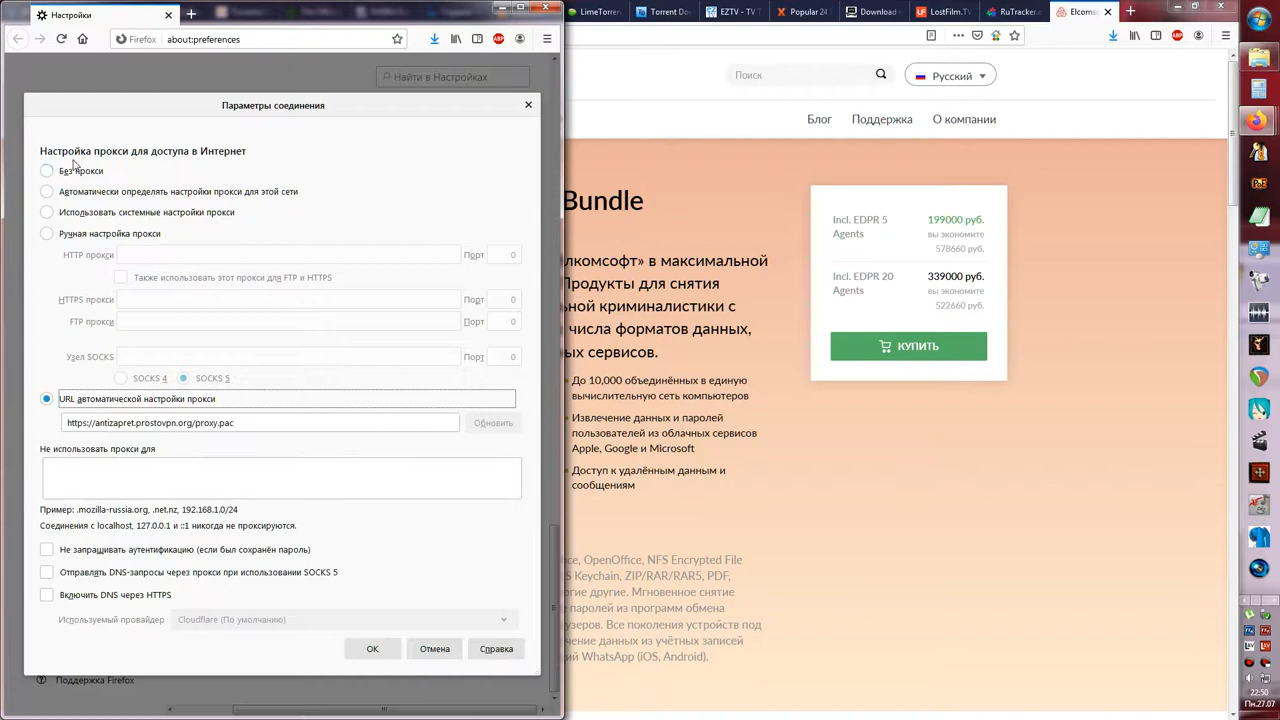 Настройки
LimeTorren
Torrent Do
EZTV - TV
Popular 24
Download
LostFilm.TV
RuTracker.
Elcoms
Firefox
about:preferences
ABP
ABP
Найти в Настройках
Поиск
Русский
Параметры соединения
Блог
Поддержка
О компании
Настройка прокси для доступа в Интернет
Без прокси
Автоматически определять настройки прокси для этой сети
Использовать системные настройки прокси
Ручная настройка прокси
HTTP прокси
Порт
0
Также использовать этот прокси для FTP и HTTPS
HTTPS прокси
Порт
0
FTP прокси
Порт
0
Узел SOCKS
Порт
0
SOCKS 4
SOCKS 5
URL автоматической настройки прокси
https://antizapret.prostovpn.org/proxy.pac
Обновить
Не использовать прокси для
Пример: .mozilla-russia.org, .net.nz, 192.168.1.0/24
Соединения с localhost, 127.0.0.1 и ::1 никогда не проксируются.
Не запрашивать аутентификацию (если был сохранён пароль)
Отправлять DNS-запросы через прокси при использовании SOCKS 5
Включить DNS через HTTPS
Используемый провайдер
Cloudflare (По умолчанию)
OK
Отмена
Справка
Поддержка Firefox
Bundle
лкомсофт» в максимальной
Продукты для снятия
ьной криминалистики с
числа форматов данных,
ых сервисов.
До 10,000 объединённых в единую
вычислительную сеть компьютеров
Извлечение данных и паролей
пользователей из облачных сервисов
Apple, Google и Microsoft
Доступ к удалённым данным и
сообщениям
Incl. EDPR 5
Agents
199000 руб.
вы экономите
578660 руб.
Incl. EDPR 20
Agents
339000 руб.
вы экономите
522660 руб.
КУПИТЬ
ice, OpenOffice, NFS Encrypted File
S Keychain, ZIP/RAR/RAR5, PDF,
огие другие. Мгновенное снятие
паролей из программ обмена
узеров. Все поколения устройств под
ечение данных из учётных записей
ий WhatsApp (iOS, Android).
22:50
Пн.27.07